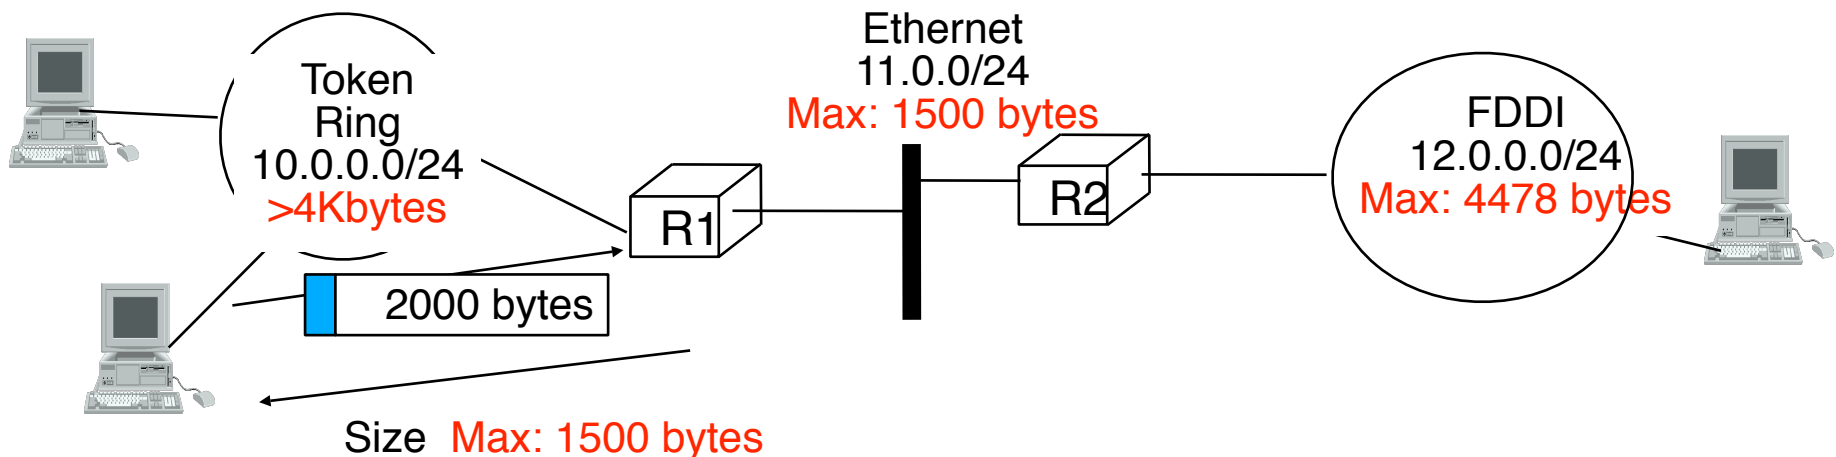 Token
Ring
10.0.0.0/24
>4Kbytes
R1
2000 bytes
Size Max: 1500 bytes
Ethernet
11.0.0/24
Max: 1500 bytes
R2
FDDI
12.0.0.0/24
Max: 4478 bytes